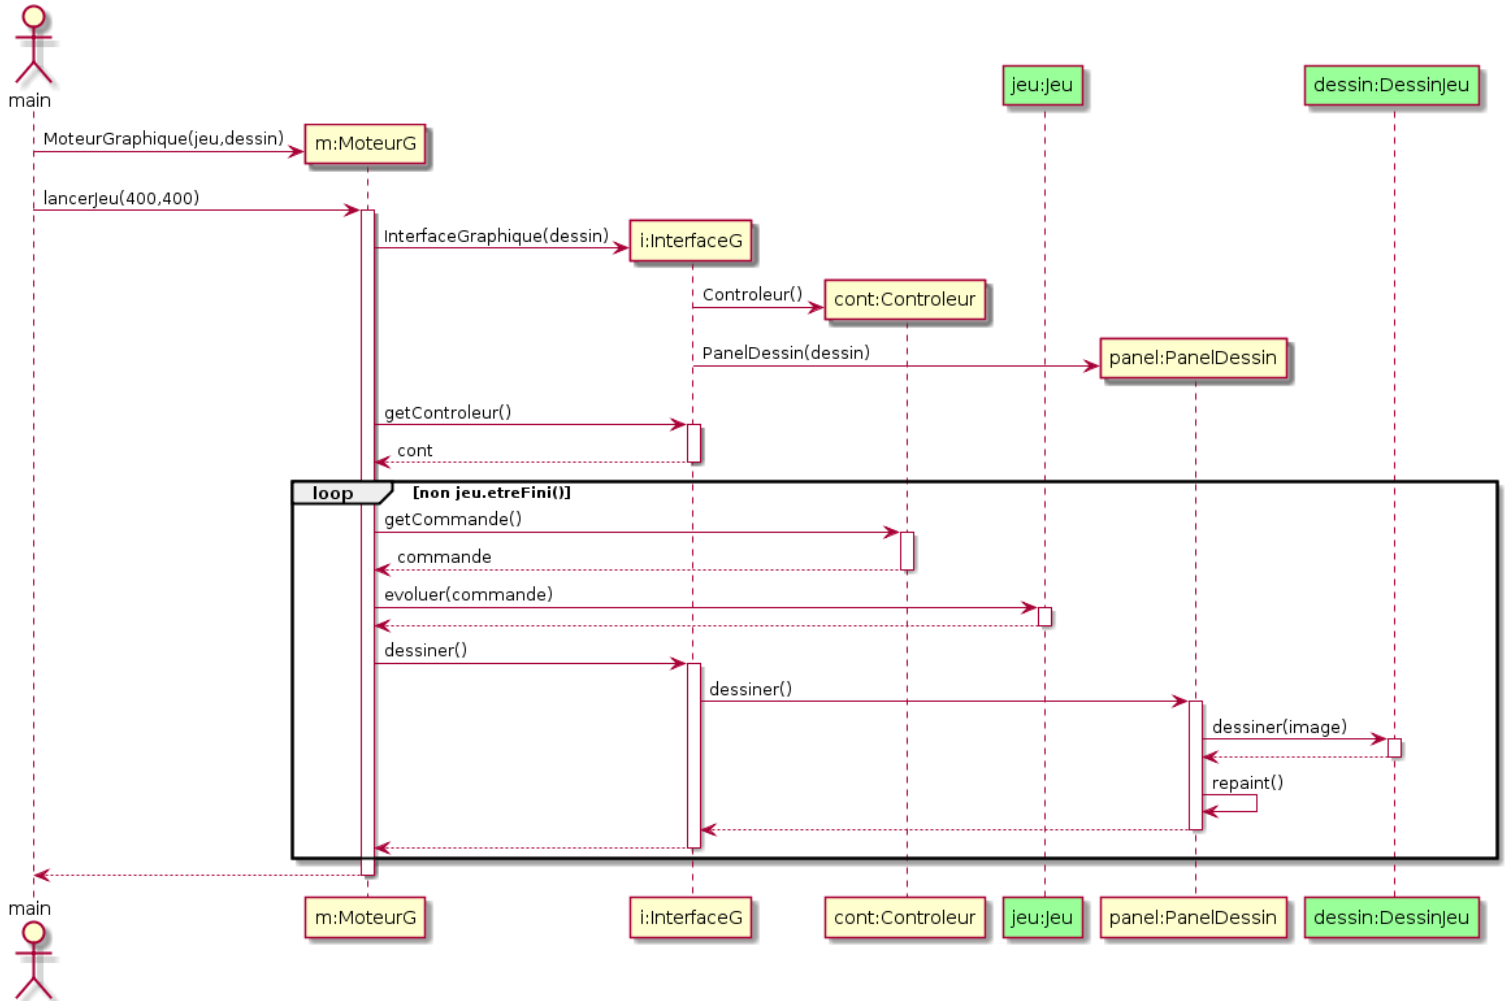 main
jeu:Jeu
dessin:DessinJeu
MoteurGraphique(jeu,dessin)
m:MoteurG
lancerJeu(400,400)
InterfaceGraphique(dessin)
i:InterfaceG
Controleur()
cont:Controleur
PanelDessin(dessin)
panel:PanelDessin
getControleur()
cont
loop [non jeu.etreFini()]
getCommande()
commande
evoluer(commande)
dessiner()
dessiner()
dessiner(image)
repaint()
main
m:MoteurG
i:InterfaceG
cont:Controleur
jeu:Jeu
panel:PanelDessin
dessin:DessinJeu